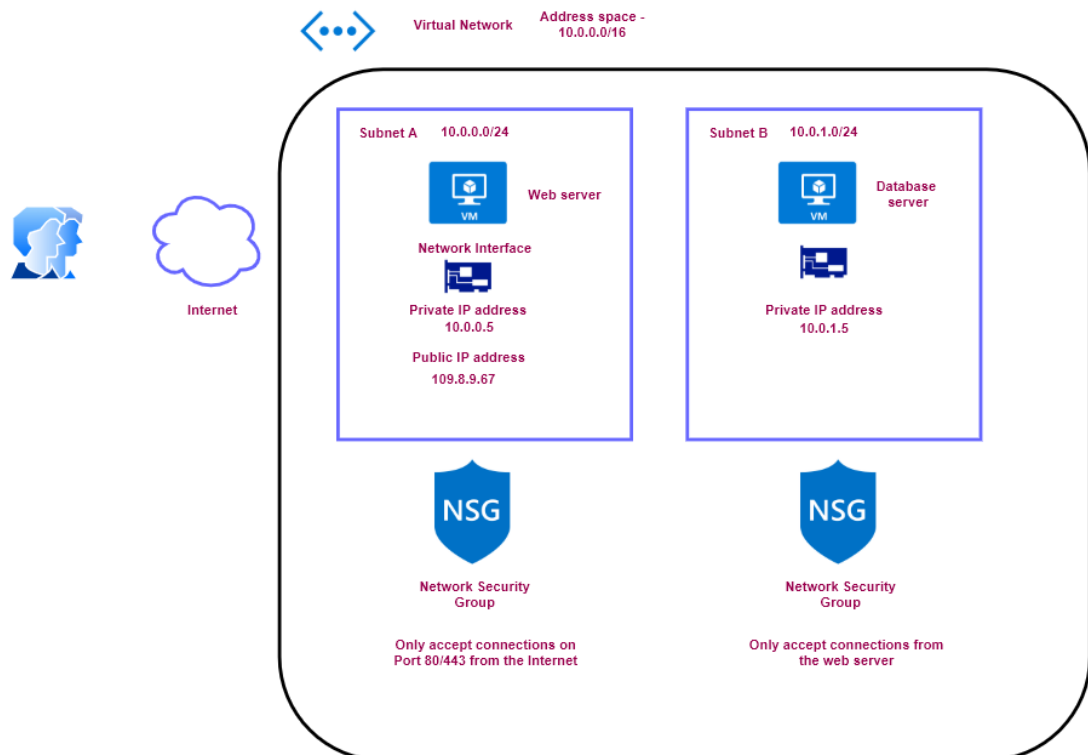 Virtual Network
Address space -
10.0.0.0/16
Subnet A 10.0.0.0/24
VM
Web server
Network Interface
Private IP address
10.0.0.5
Public IP address
109.8.9.67
Subnet B 10.0.1.0/24
VM
Database
server
Private IP address
10.0.1.5
Internet
NSG
Network Security
Group
Only accept connections on
Port 80/443 from the Internet
NSG
Network Security
Group
Only accept connections from
the web server